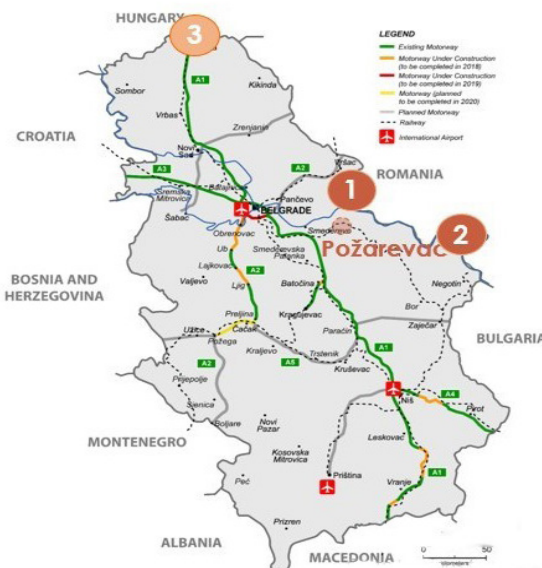 HUNGARY
3
LEGEND
Existing Motorway
Motorway Under Construction
(to be completed in 2018)
Motorway Under Construction
(to be completed in 2019)
Motorway (planned
to be completed in 2020)
Planned Motorway
Railway
International Airport
A1
Sombor
Kikinda
Vrbas
Zrenjanin
CROATIA
Novi
Sad
A3
A2
Vršac
ROMANIA
Sremska
Mitrovica
Pančevo
1
BELGRADE
Šabac
Obrenovac
Smederevo
Požarevac
2
Ub
Smederevska
Palanka
Lajkovac
A2
BOSNIA AND
HERZEGOVINA
Valjevo
Ljig
Batočina
Negotin
Bor
Preljina
Kragujevac
Užice
Čačak
Paraćin
Zaječar
Požega
A1
BULGARIA
Kraljevo
A5
Trstenik
A2
Kruševac
Prijepolje
Niš
A4
Sjenica
Pirot
Novi
Pazar
Boljare
MONTENEGRO
Leskovac
Kosovska
Mitrovica
Peć
Priština
Vranje
A1
Prizren
ALBANIA
MACEDONIA
0
50
kilometers